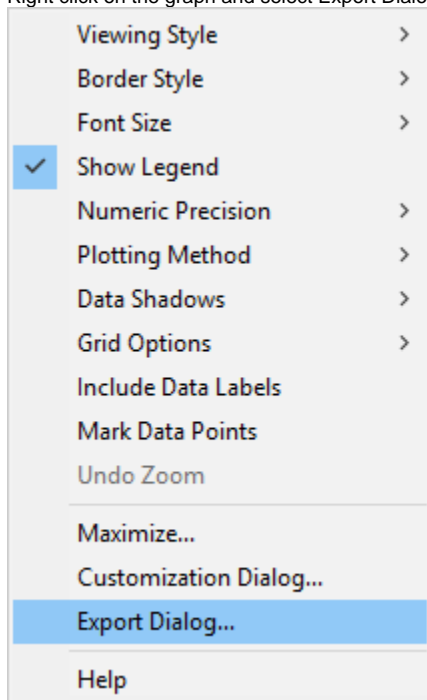 Right click on the graph and select Export Dialo
Viewing Style
Border Style
Font Size
Show Legend
Numeric Precision
Plotting Method
Data Shadows
Grid Options
Include Data Labels
Mark Data Points
Undo Zoom
Maximize...
Customization Dialog...
Export Dialog...
Help